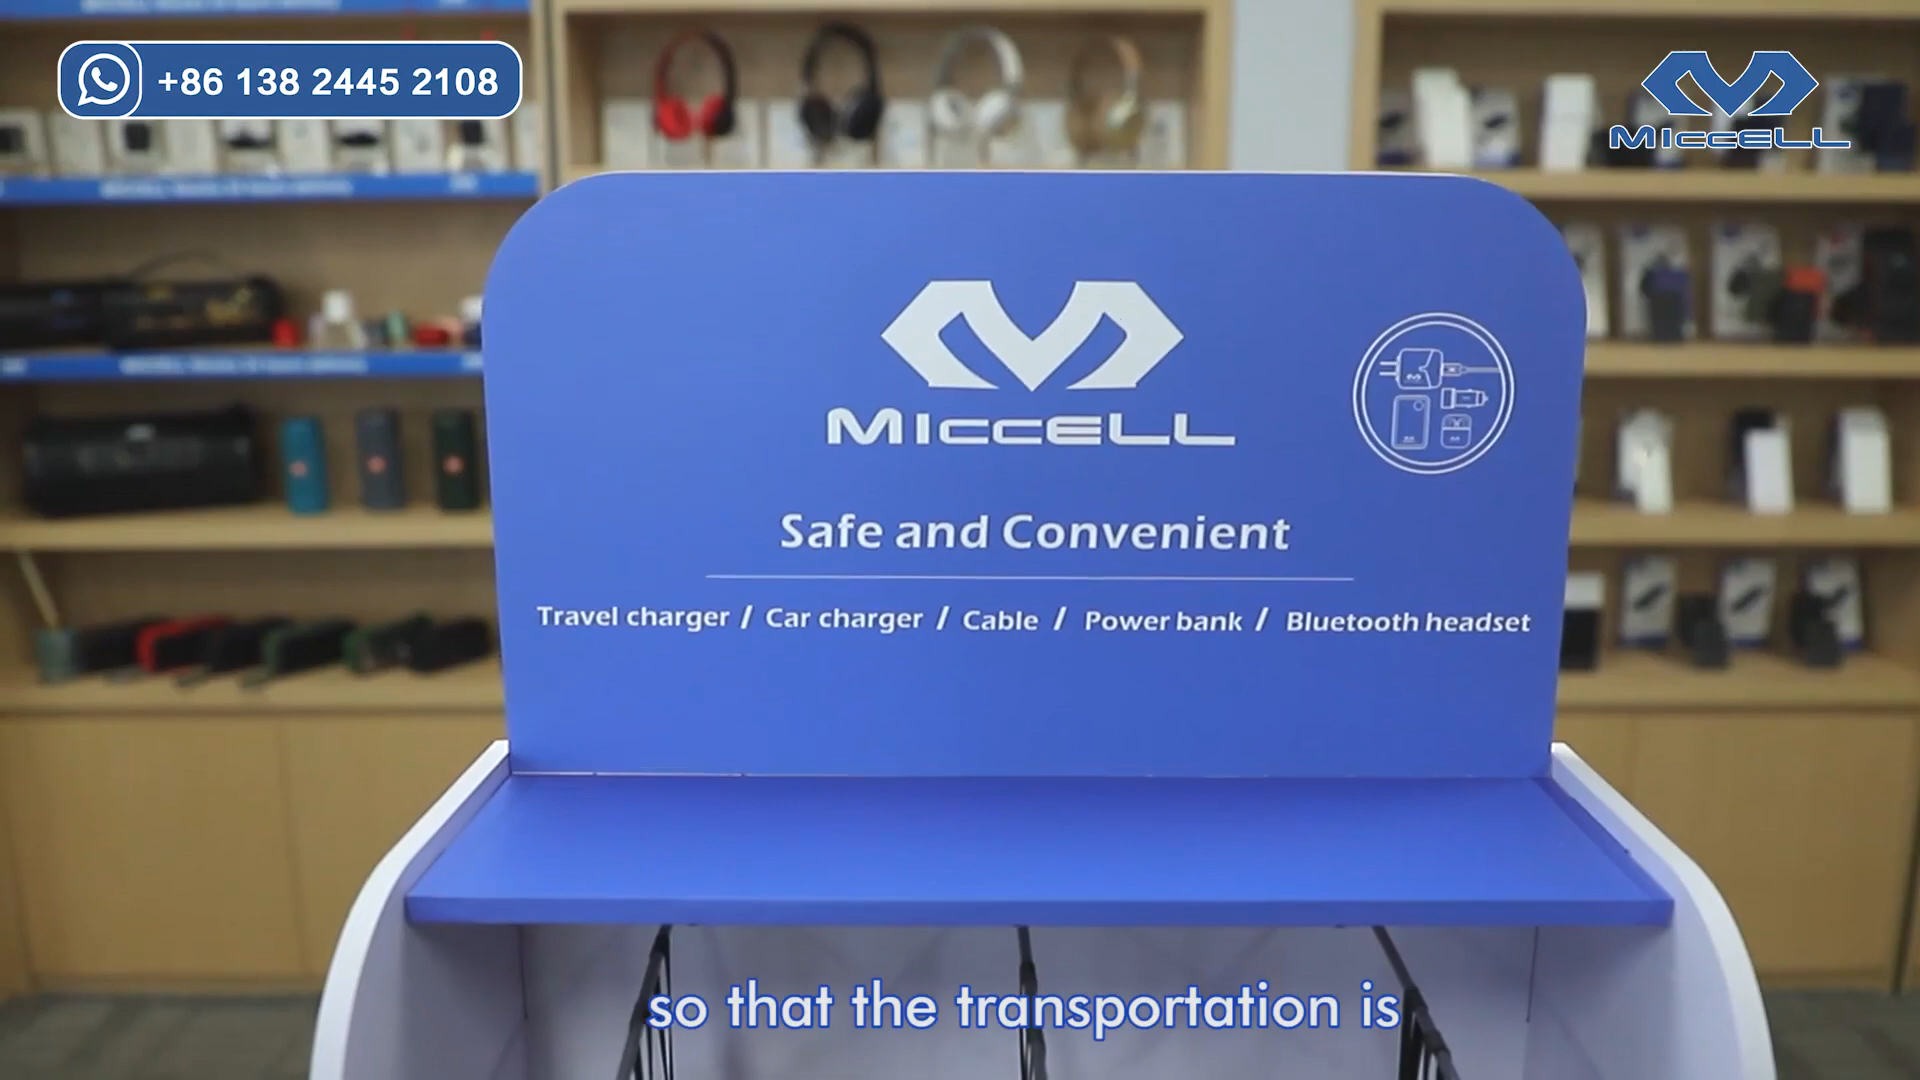 +86 138 2445 2108
MICCELL
MICCELL
Safe and Convenient
Travel charger / Car charger / Cable / Power bank / Bluetooth headset
so that the transportation is